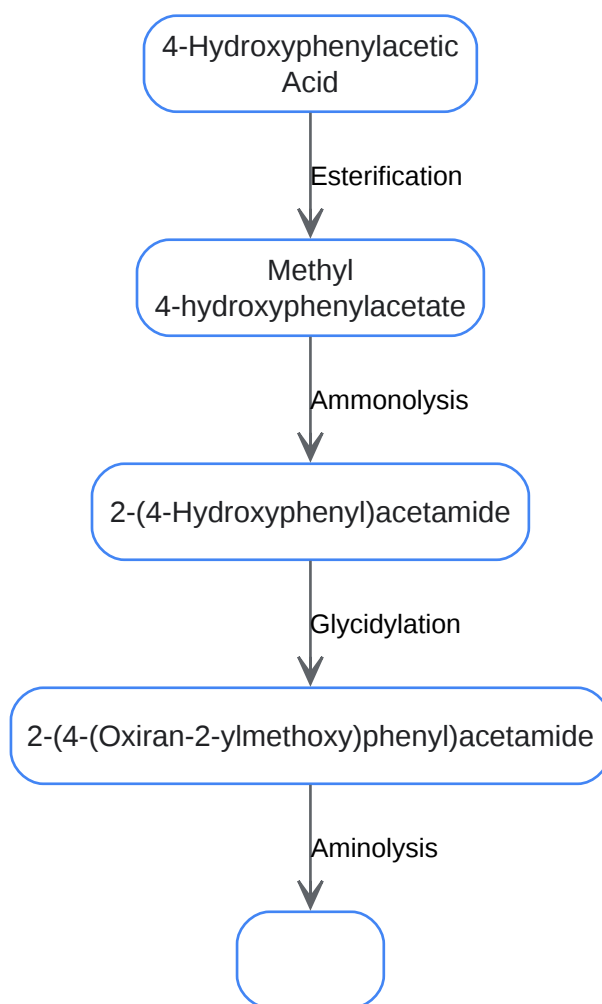 4-Hydroxyphenylacetic
Acid
Esterification
Methyl
4-hydroxyphenylacetate
Ammonolysis
2-(4-Hydroxyphenyl)acetamide
Glycidylation
2-(4-(Oxiran-2-ylmethoxy)phenyl)acetamide
Aminolysis